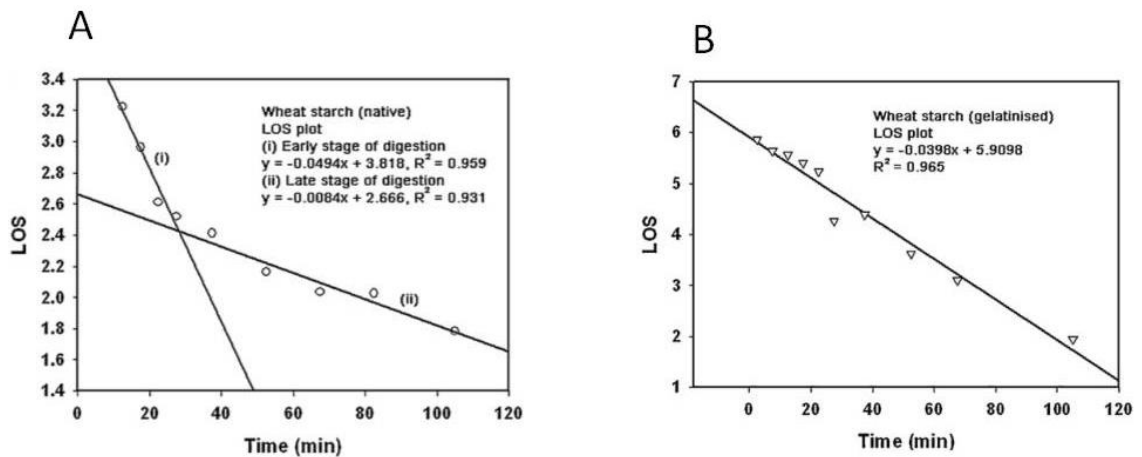 A
3.4
3.2
3.0
2.8
2.6
2.4
2.2
2.0
1.8
1.6
1.4
LOS
Wheat starch (native)
LOS plot
(i) Early stage of digestion
y = -0.0494x + 3.818, R² = 0.959
(ii) Late stage of digestion
y = -0.0084x + 2.666, R² = 0.931
(i)
(ii)
0 20 40 60 80 100 120
Time (min)
B
7
6
5
4
3
2
1
LOS
Wheat starch (gelatinised)
LOS plot
y = -0.0398x + 5.9098
R² = 0.965
0 20 40 60 80 100 120
Time (min)